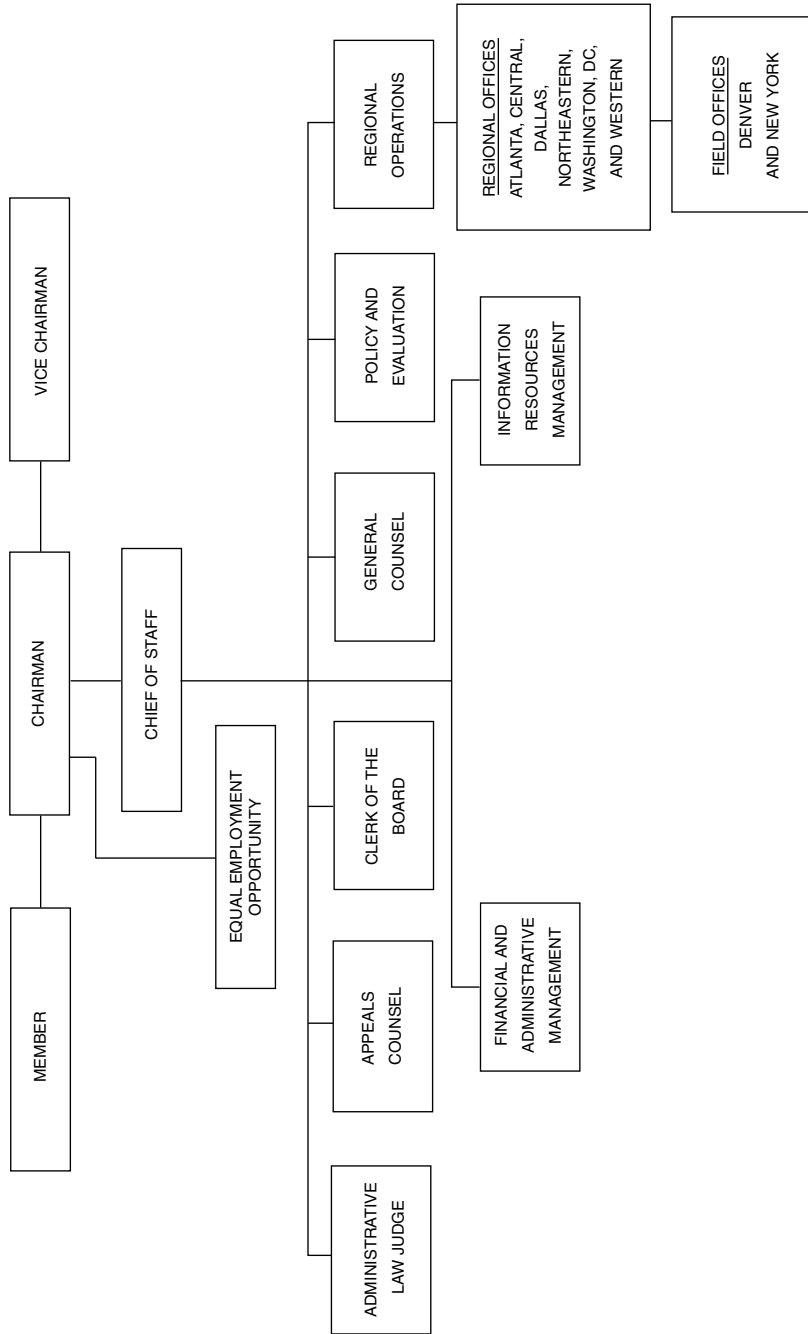 MEMBER
CHAIRMAN
VICE CHAIRMAN
CHIEF OF STAFF
EQUAL EMPLOYMENT
OPPORTUNITY
ADMINISTRATIVE
LAW JUDGE
APPEALS
COUNSEL
CLERK OF THE
BOARD
GENERAL
COUNSEL
POLICY AND
EVALUATION
REGIONAL
OPERATIONS
FINANCIAL AND
ADMINISTRATIVE
MANAGEMENT
INFORMATION
RESOURCES
MANAGEMENT
REGIONAL OFFICES
ATLANTA, CENTRAL,
DALLAS,
NORTHEASTERN,
WASHINGTON, DC,
AND WESTERN
FIELD OFFICES
DENVER
AND NEW YORK